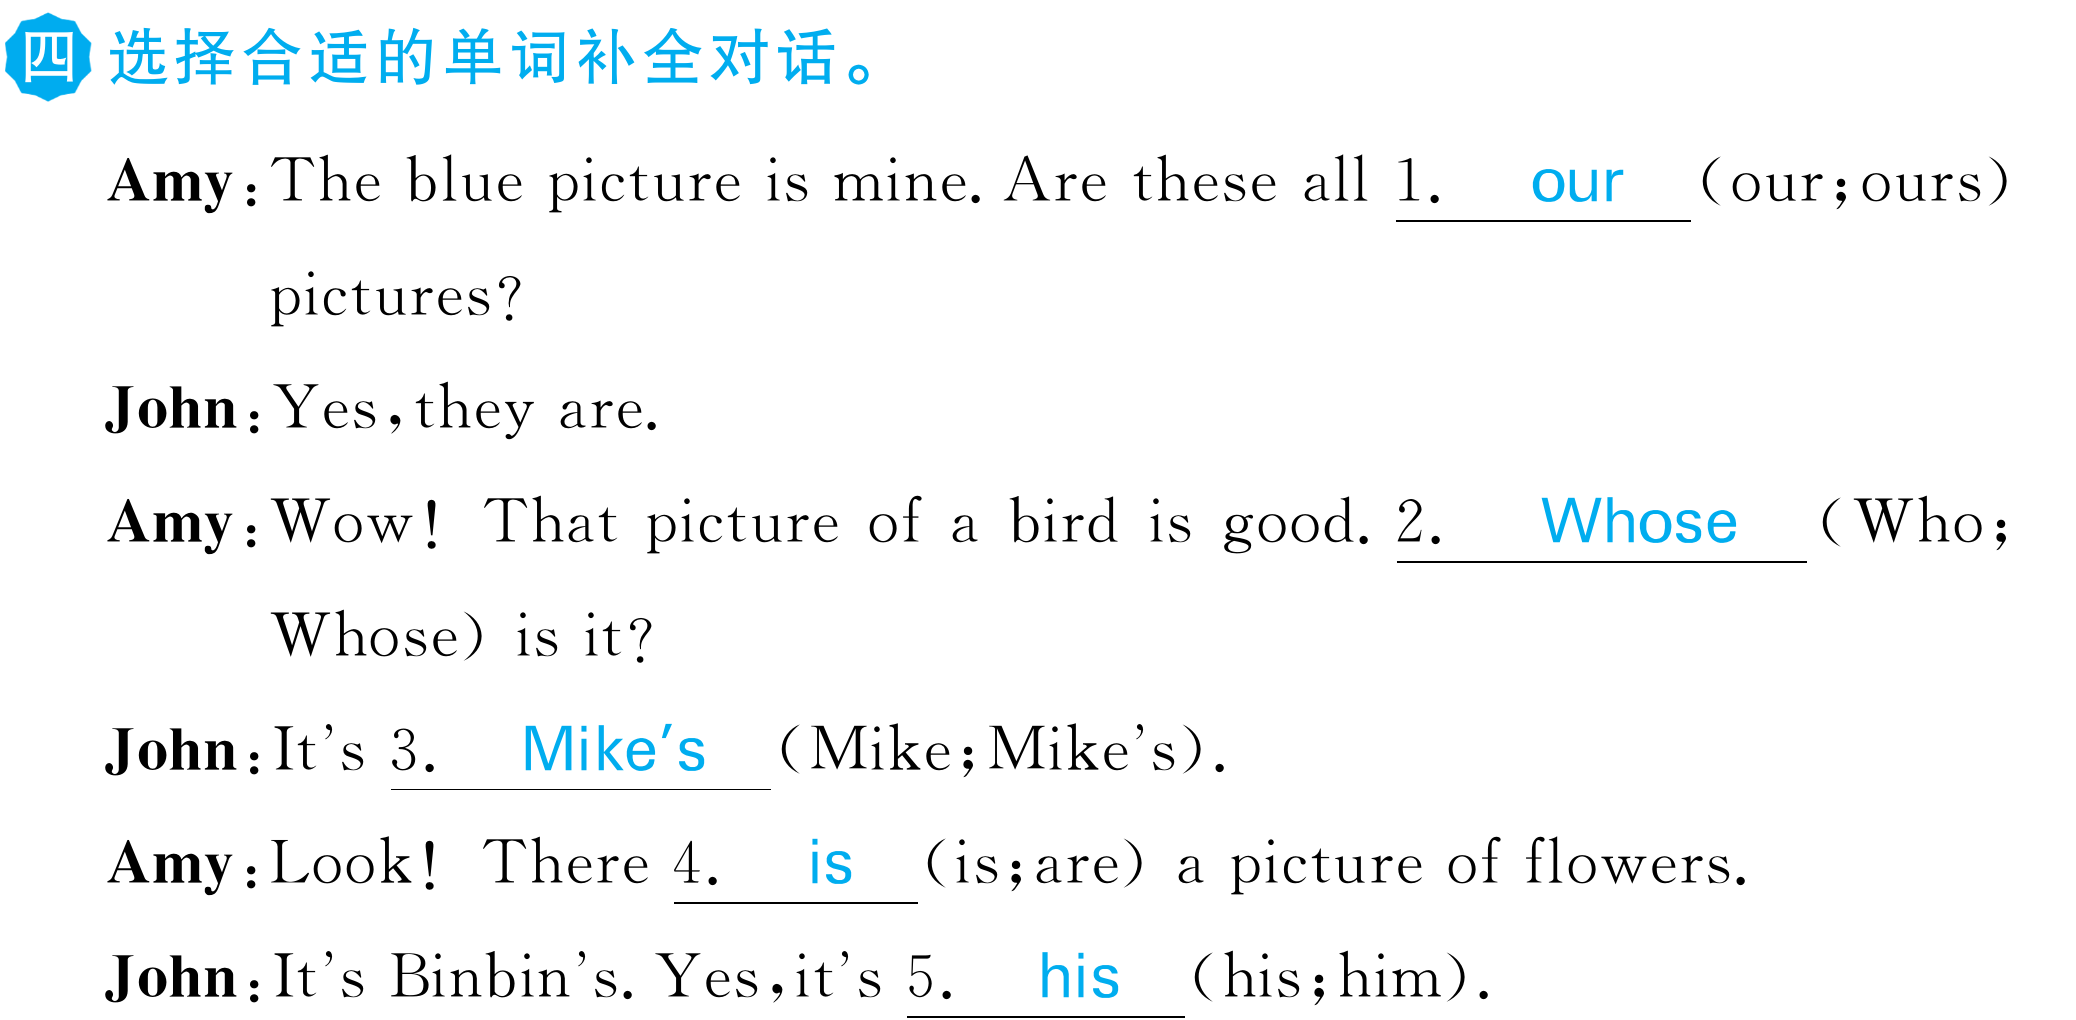 四 选择合适的单词补全对话。
Amy:The blue picture is mine. Are these all 1. our (our;ours)
pictures?
John:Yes,they are.
Amy:Wow! That picture of a bird is good. 2. Whose (Who;
Whose) is it?
John:It's 3. Mike's (Mike;Mike's).
Amy:Look! There 4. is (is;are) a picture of flowers.
John:It's Binbin's. Yes,it's 5. his (his;him).